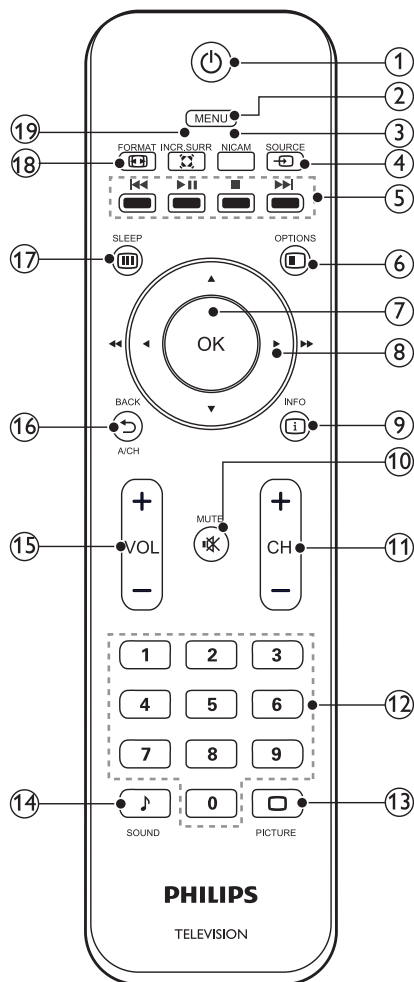 1
MENU
2
19
3
FORMAT INCR.SURR NICAM SOURCE
18
4
5
SLEEP OPTIONS
17
6
7
OK
8
BACK INFO
16
9
A/CH
10
+ +
MUTE
15
VOL CH
11
− −
1 2 3
4 5 6
12
7 8 9
14
0
13
SOUND PICTURE
PHILIPS
TELEVISION